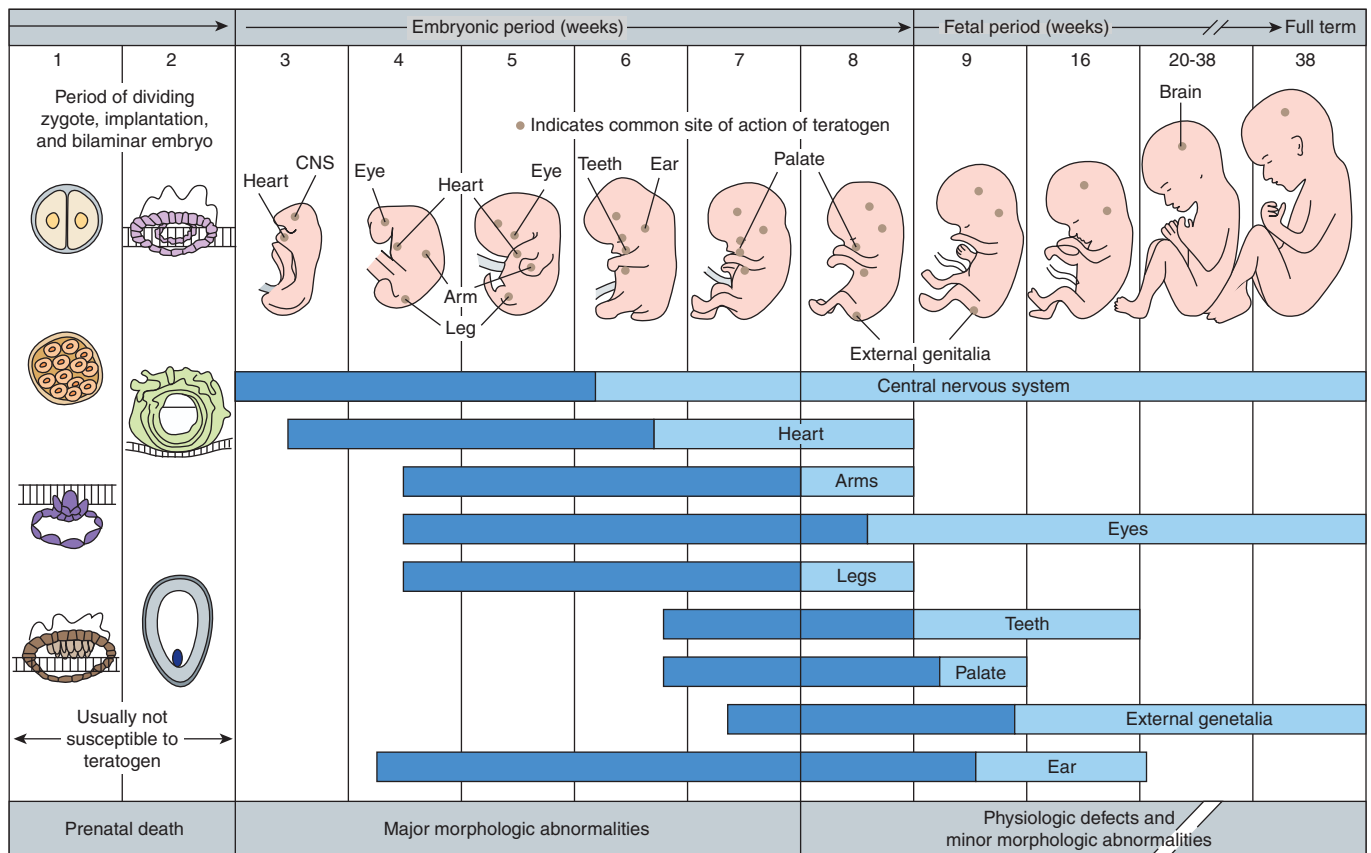 Embryonic period (weeks)
Fetal period (weeks)
Full term
1
2
3
4
5
6
7
8
9
16
20-38
38
Period of dividing
zygote, implantation,
and bilaminar embryo
Indicates common site of action of teratogen
Brain
CNS
Heart
Eye
Heart
Eye
Teeth
Ear
Palate
Arm
Leg
External genitalia
Central nervous system
Heart
Arms
Eyes
Legs
Teeth
Palate
External genetalia
Ear
Usually not
susceptible to
teratogen
Prenatal death
Major morphologic abnormalities
Physiologic defects and
minor morphologic abnormalities